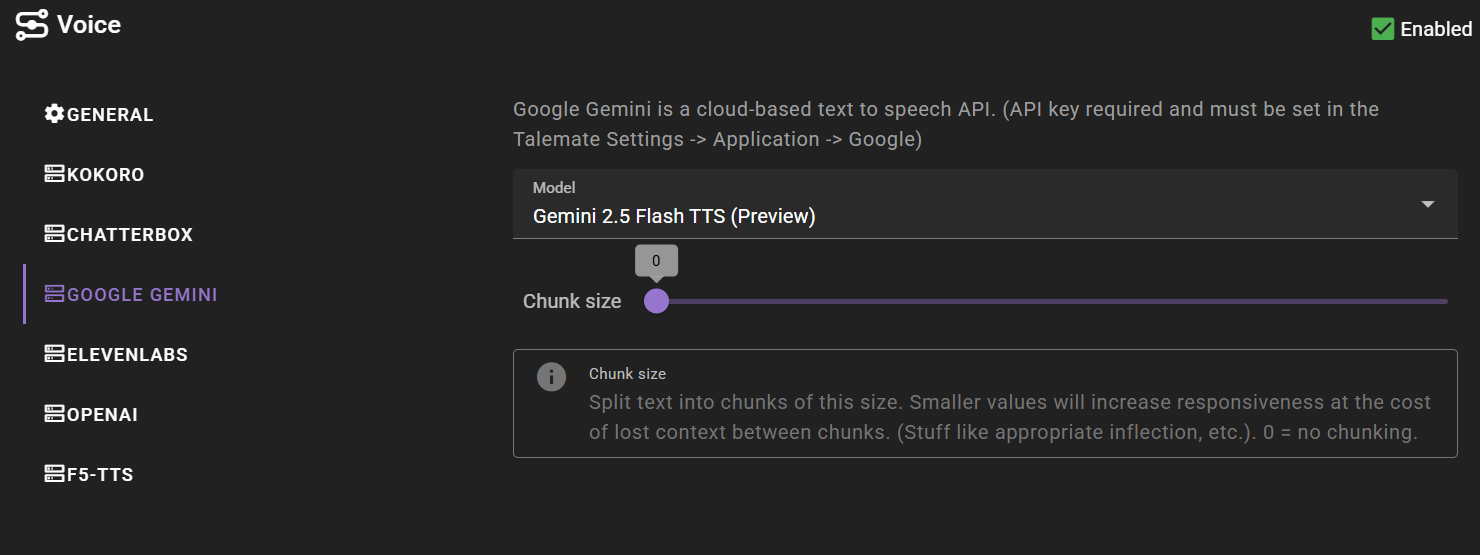 Voice
Enabled
GENERAL
KOKORO
CHATTERBOX
GOOGLE GEMINI
ELEVENLABS
OPENAI
F5-TTS
Google Gemini is a cloud-based text to speech API. (API key required and must be set in the
Talemate Settings -> Application -> Google)
Model
Gemini 2.5 Flash TTS (Preview)
0
Chunk size
Chunk size
Split text into chunks of this size. Smaller values will increase responsiveness at the cost
of lost context between chunks. (Stuff like appropriate inflection, etc.). 0 = no chunking.